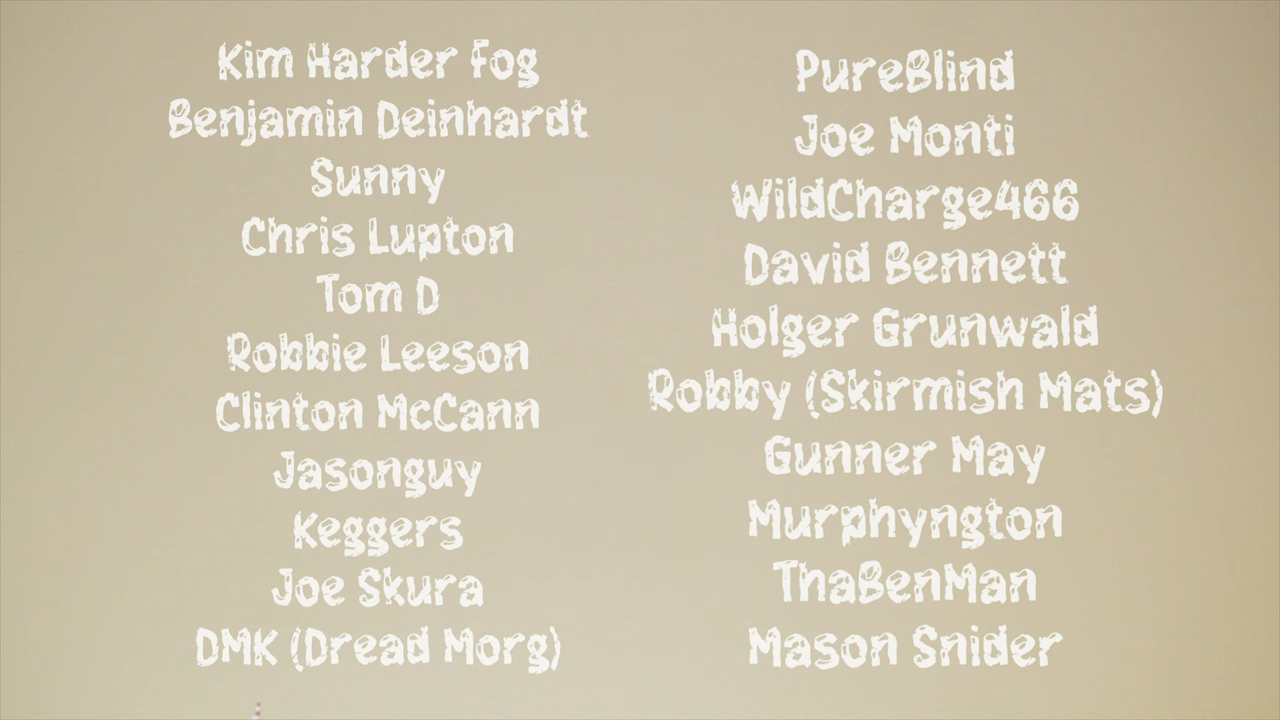 Kim Harder Fog
Benjamin Deinhardt
Sunny
Chris Lupton
Tom D
Robbie Leeson
Clinton McCann
Jasonguy
Keggers
Joe Skura
DMK (Dread Morg)
PureBlind
Joe Monti
WildCharge466
David Bennett
Holger Grunwald
Robby (Skirmish Mats)
Gunner May
Murphyngton
ThaBenMan
Mason Snider